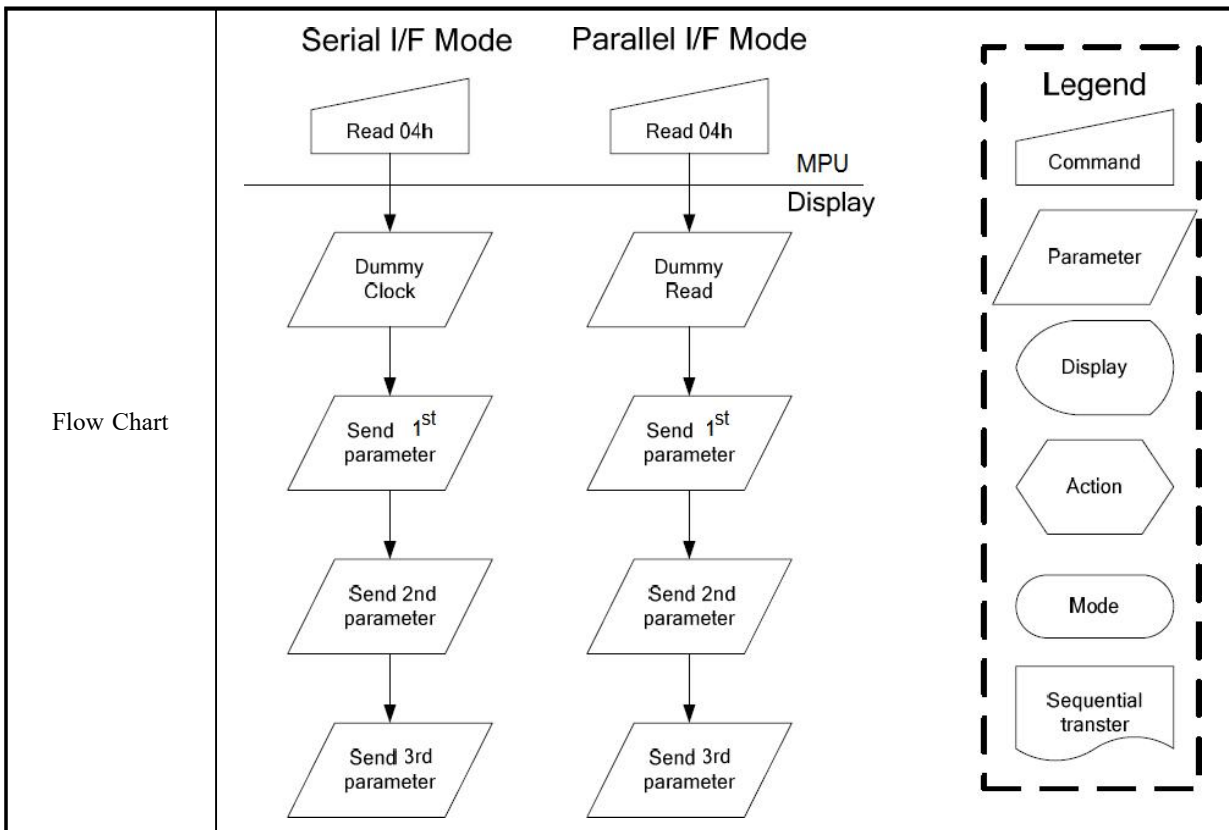 Flow Chart
Serial I/F Mode
Read 04h
Dummy
Clock
Send 1st
parameter
Send 2nd
parameter
Send 3rd
parameter
Parallel I/F Mode
Read 04h
MPU
Display
Dummy
Read
Send 1st
parameter
Send 2nd
parameter
Send 3rd
parameter
Legend
Command
Parameter
Display
Action
Mode
Sequential
transter